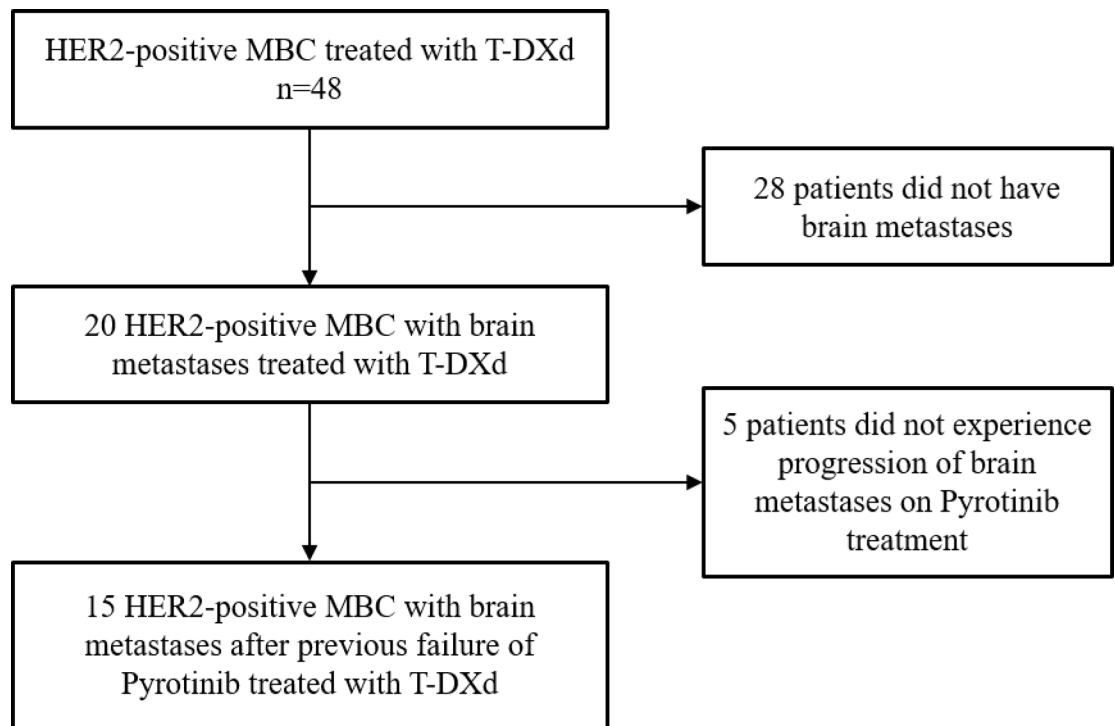 HER2-positive MBC treated with T-DXd
n=48
28 patients did not have
brain metastases
20 HER2-positive MBC with brain
metastases treated with T-DXd
5 patients did not experience
progression of brain
metastases on Pyrotinib
treatment
15 HER2-positive MBC with brain
metastases after previous failure of
Pyrotinib treated with T-DXd